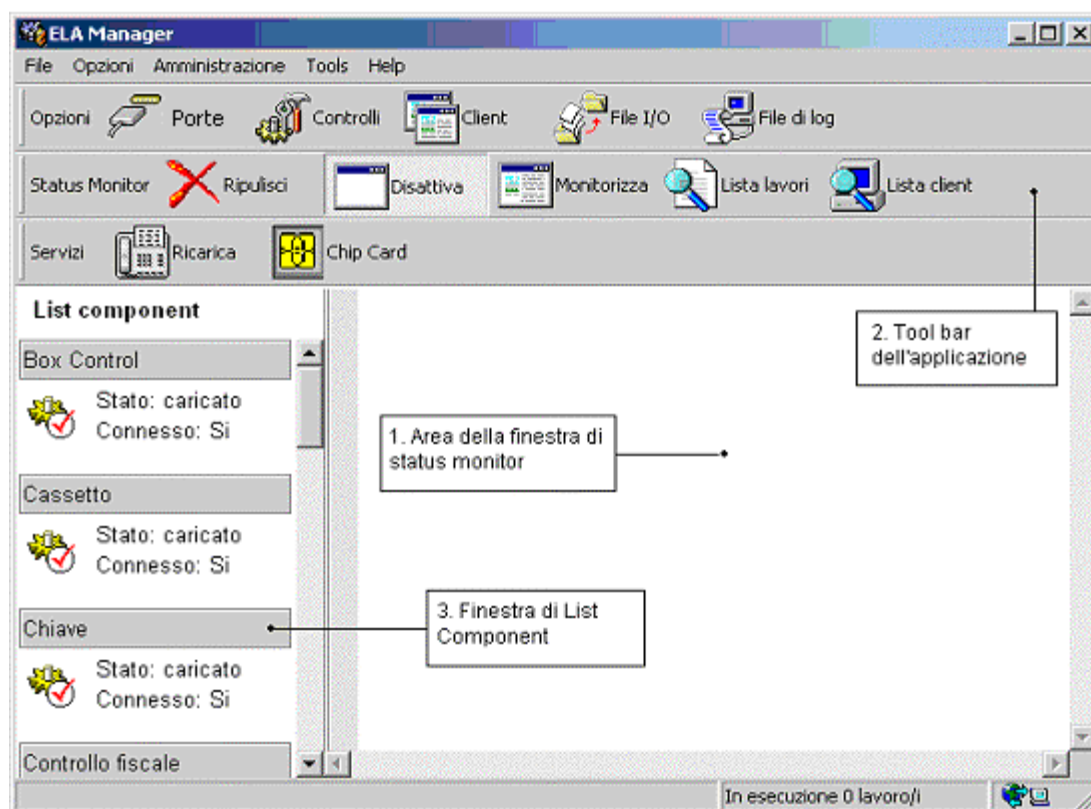 ELA Manager
File Opzioni Amministrazione Tools Help
Opzioni Porte Controlli Client File I/O File di log
Status Monitor Ripulisci Disattiva Monitorizza Lista lavori Lista client
Servizi Ricarica Chip Card
List component
Box Control
Stato: caricato
Connesso: Si
Cassetto
Stato: caricato
Connesso: Si
Chiave
Stato: caricato
Connesso: Si
Controllo fiscale
2. Tool bar
dell'applicazione
1. Area della finestra di
status monitor
3. Finestra di List
Component
In esecuzione 0 lavoro/i